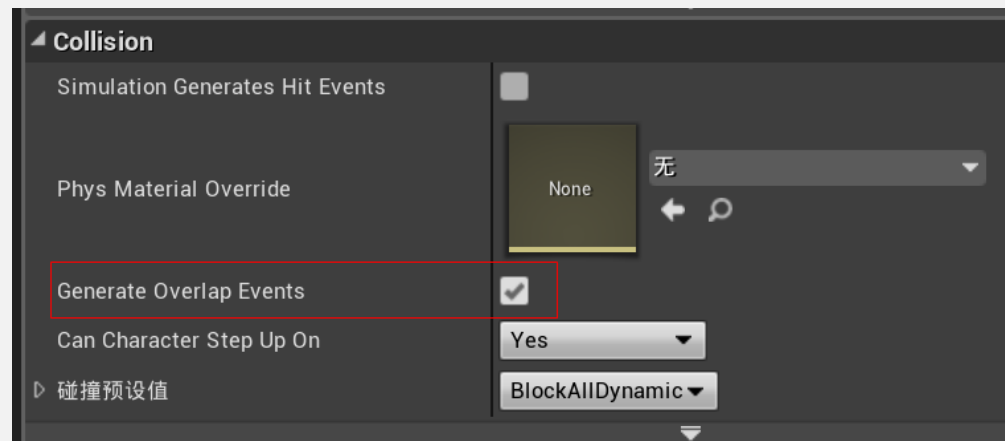 Collision
Simulation Generates Hit Events
Phys Material Override
None
无
Generate Overlap Events
Can Character Step Up On
Yes
碰撞预设值
BlockAllDynamic